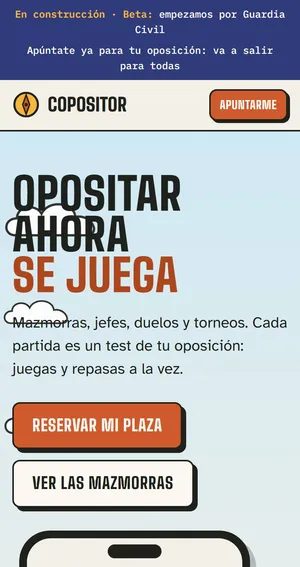 En construcción · Beta: empezamos por Guardia
Civil
Apúntate ya para tu oposición: va a salir
para todas
COPOSITOR
APUNTARME
OPOSITAR
AHORA
SE JUEGA
Mazmorras, jefes, duelos y torneos. Cada
partida es un test de tu oposición:
juegas y repasas a la vez.
RESERVAR MI PLAZA
VER LAS MAZMORRAS